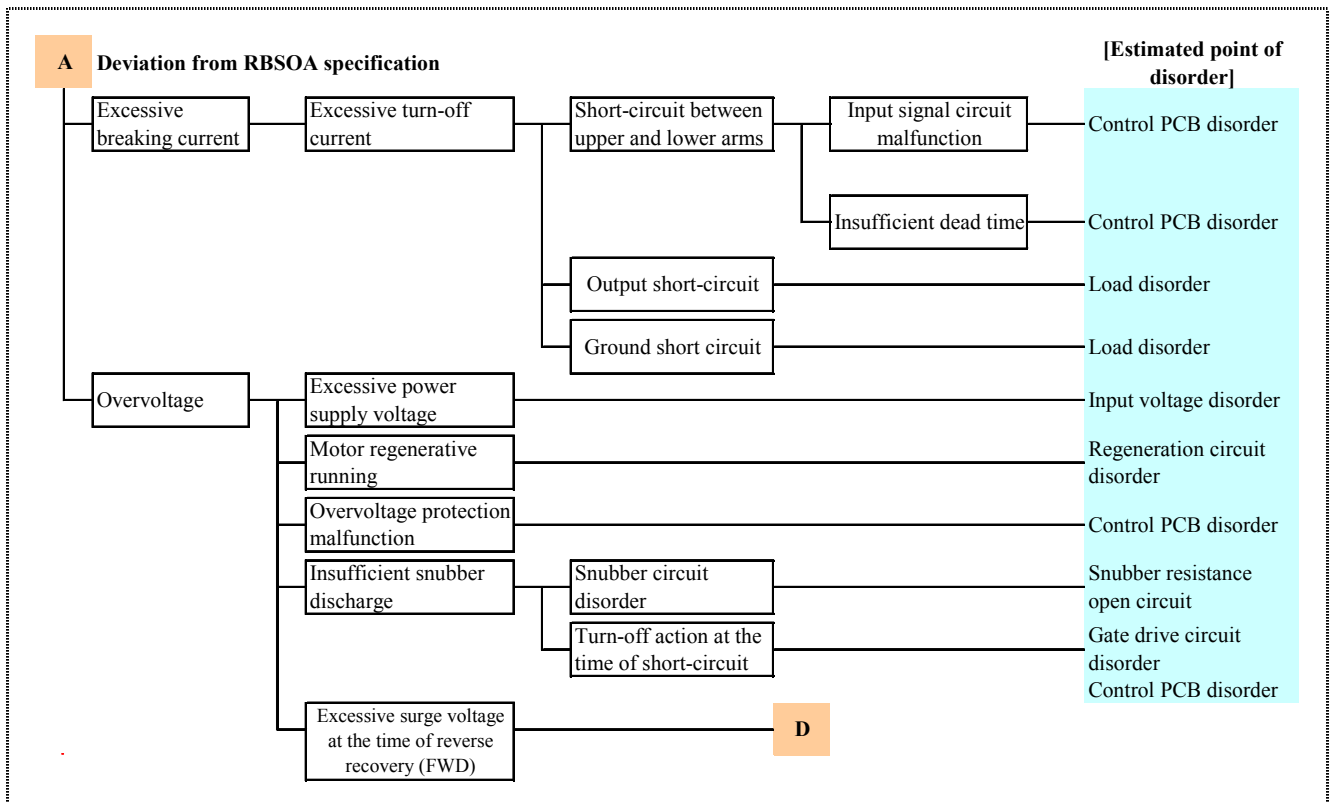 A Deviation from RBSOA specification
[Estimated point of
disorder]
Excessive
breaking current
Excessive turn-off
current
Short-circuit between
upper and lower arms
Input signal circuit
malfunction
Control PCB disorder
Insufficient dead time
Control PCB disorder
Output short-circuit
Load disorder
Ground short circuit
Load disorder
Overvoltage
Excessive power
supply voltage
Input voltage disorder
Motor regenerative
running
Regeneration circuit
disorder
Overvoltage protection
malfunction
Control PCB disorder
Insufficient snubber
discharge
Snubber circuit
disorder
Snubber resistance
open circuit
Turn-off action at the
time of short-circuit
Gate drive circuit
disorder
Control PCB disorder
Excessive surge voltage
at the time of reverse
recovery (FWD)
D